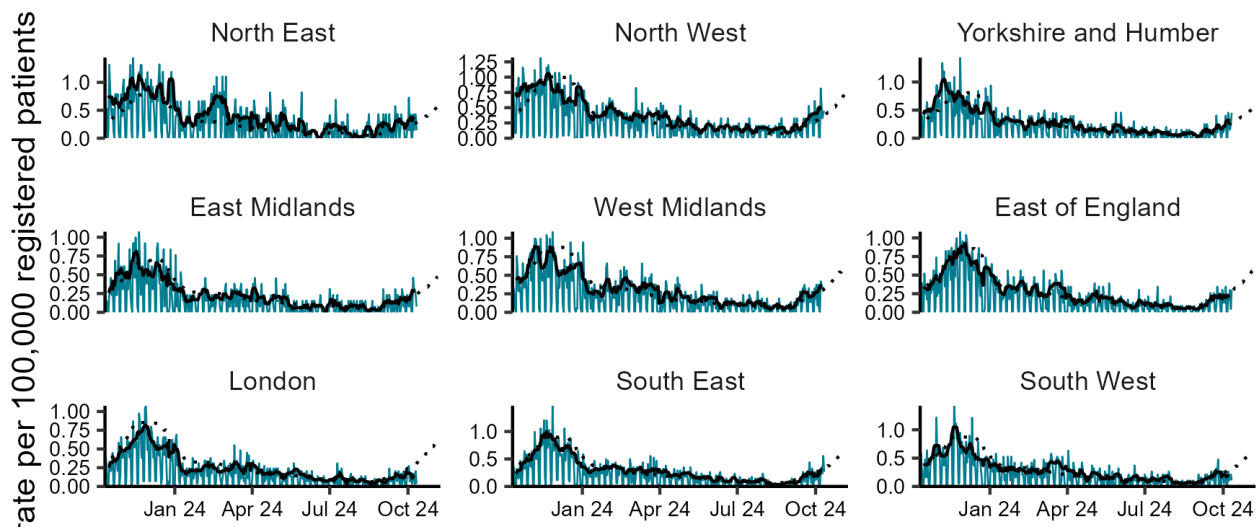 rate per 100,000 registered patients
North East
North West
Yorkshire and Humber
1.0
0.5
0.0
1.25
1.00
0.75
0.50
0.25
0.00
1.0
0.5
0.0
East Midlands
West Midlands
East of England
1.00
0.75
0.50
0.25
0.00
1.00
0.75
0.50
0.25
0.00
1.00
0.75
0.50
0.25
0.00
London
South East
South West
1.00
0.75
0.50
0.25
0.00
1.0
0.5
0.0
1.0
0.5
0.0
Jan 24 Apr 24 Jul 24 Oct 24
Jan 24 Apr 24 Jul 24 Oct 24
Jan 24 Apr 24 Jul 24 Oct 24